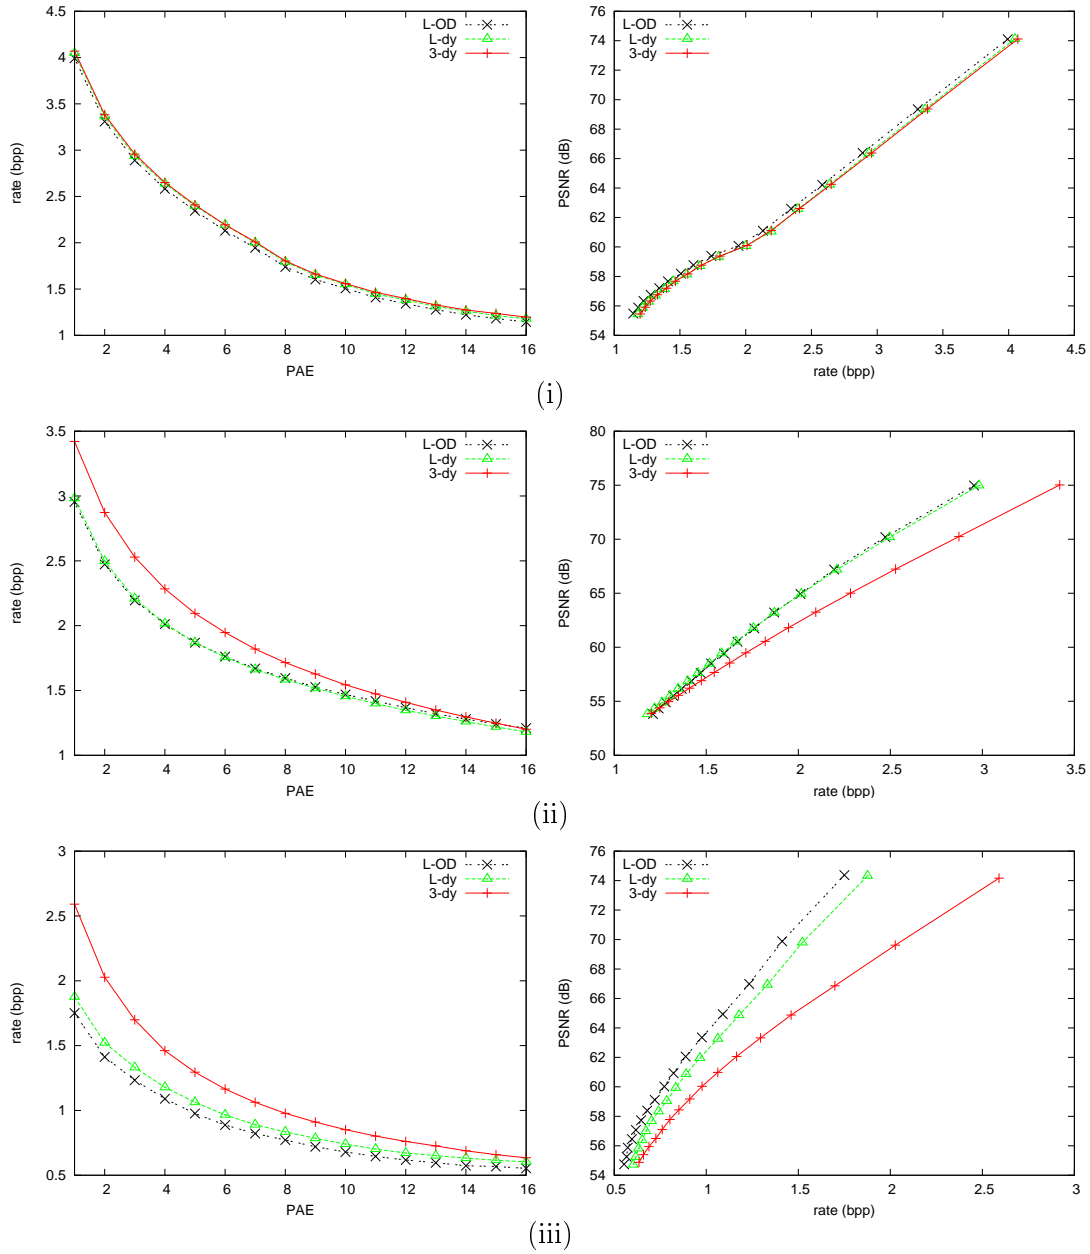 4.5
4
3.5
3
2.5
2
1.5
1
rate (bpp)
L-OD
L-dy
3-dy
2 4 6 8 10 12 14 16
PAE
76
74
72
70
68
66
64
62
60
58
56
54
PSNR (dB)
L-OD
L-dy
3-dy
1 1.5 2 2.5 3 3.5 4 4.5
rate (bpp)
(i)
3.5
3
2.5
2
1.5
1
rate (bpp)
L-OD
L-dy
3-dy
2 4 6 8 10 12 14 16
PAE
80
75
70
65
60
55
50
PSNR (dB)
L-OD
L-dy
3-dy
1 1.5 2 2.5 3 3.5
rate (bpp)
(ii)
3
2.5
2
1.5
1
0.5
rate (bpp)
L-OD
L-dy
3-dy
2 4 6 8 10 12 14 16
PAE
76
74
72
70
68
66
64
62
60
58
56
54
PSNR (dB)
L-OD
L-dy
3-dy
0.5 1 1.5 2 2.5 3
rate (bpp)
(iii)